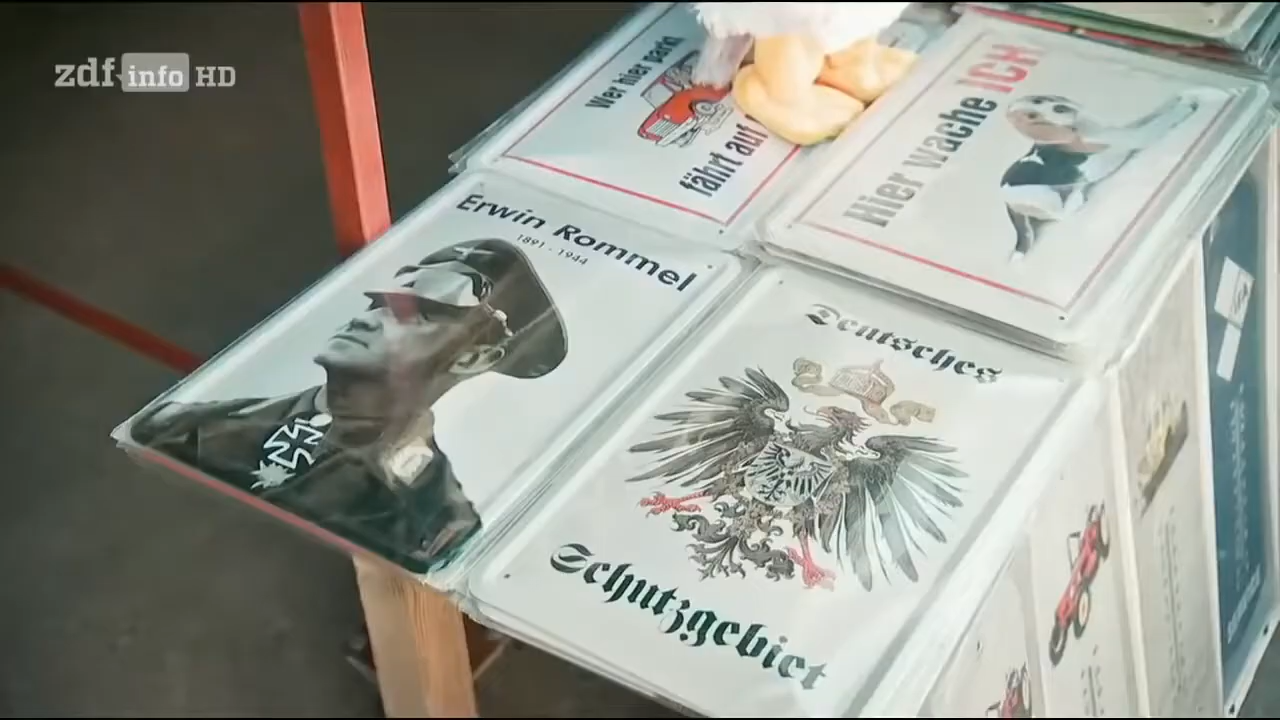 zdf info HD
Wer hier parkt
fährt auf
Hier wache ICH
Erwin Rommel
1891 - 1944
Deutsches
Schutzgebiet